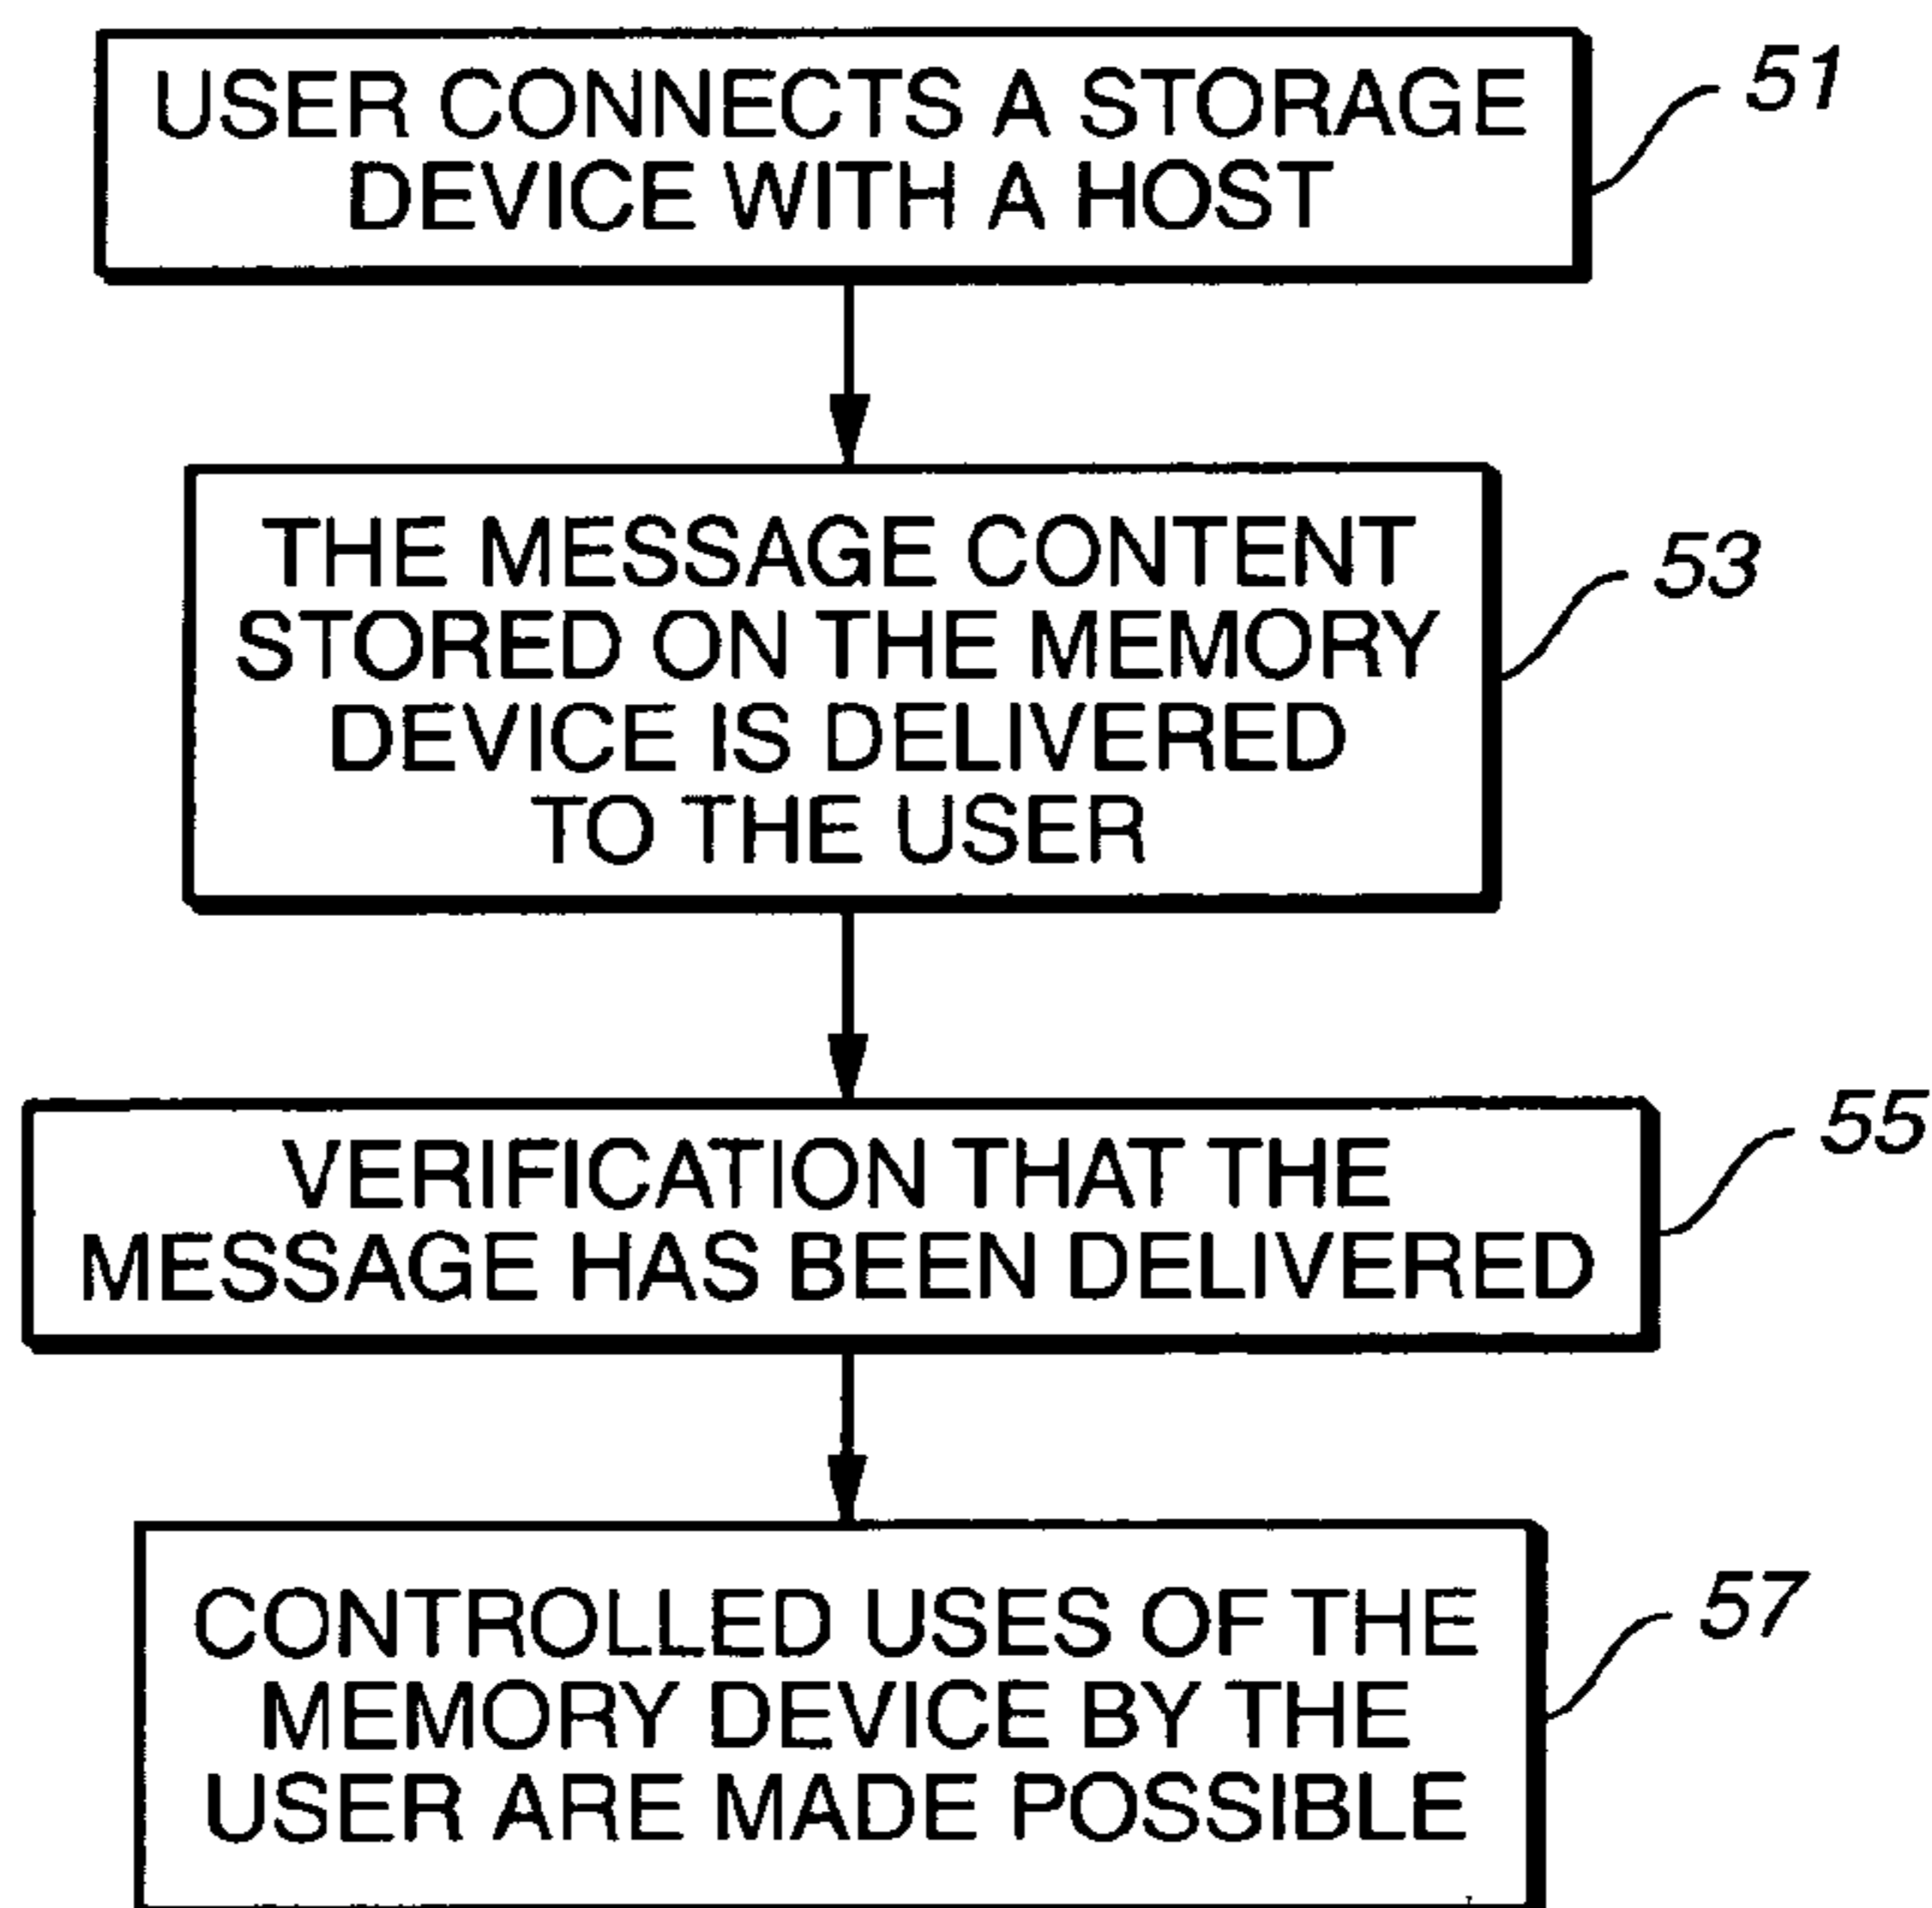 USER CONNECTS A STORAGE
DEVICE WITH A HOST
51
THE MESSAGE CONTENT
STORED ON THE MEMORY
DEVICE IS DELIVERED
TO THE USER
53
VERIFICATION THAT THE
MESSAGE HAS BEEN DELIVERED
55
CONTROLLED USES OF THE
MEMORY DEVICE BY THE
USER ARE MADE POSSIBLE
57